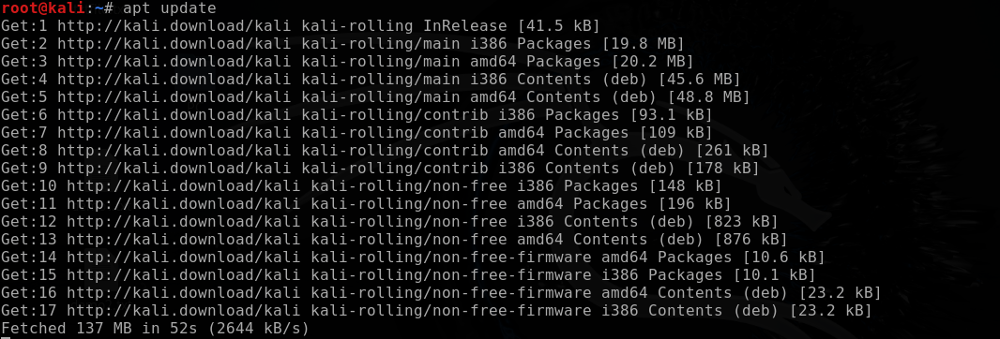 root@kali:~# apt update
Get:1 http://kali.download/kali kali-rolling InRelease [41.5 kB]
Get:2 http://kali.download/kali kali-rolling/main i386 Packages [19.8 MB]
Get:3 http://kali.download/kali kali-rolling/main amd64 Packages [20.2 MB]
Get:4 http://kali.download/kali kali-rolling/main i386 Contents (deb) [45.6 MB]
Get:5 http://kali.download/kali kali-rolling/main amd64 Contents (deb) [48.8 MB]
Get:6 http://kali.download/kali kali-rolling/contrib i386 Packages [93.1 kB]
Get:7 http://kali.download/kali kali-rolling/contrib amd64 Packages [109 kB]
Get:8 http://kali.download/kali kali-rolling/contrib amd64 Contents (deb) [261 kB]
Get:9 http://kali.download/kali kali-rolling/contrib i386 Contents (deb) [178 kB]
Get:10 http://kali.download/kali kali-rolling/non-free i386 Packages [148 kB]
Get:11 http://kali.download/kali kali-rolling/non-free amd64 Packages [196 kB]
Get:12 http://kali.download/kali kali-rolling/non-free i386 Contents (deb) [823 kB]
Get:13 http://kali.download/kali kali-rolling/non-free amd64 Contents (deb) [876 kB]
Get:14 http://kali.download/kali kali-rolling/non-free-firmware amd64 Packages [10.6 kB]
Get:15 http://kali.download/kali kali-rolling/non-free-firmware i386 Packages [10.1 kB]
Get:16 http://kali.download/kali kali-rolling/non-free-firmware amd64 Contents (deb) [23.2 kB]
Get:17 http://kali.download/kali kali-rolling/non-free-firmware i386 Contents (deb) [23.2 kB]
Fetched 137 MB in 52s (2644 kB/s)